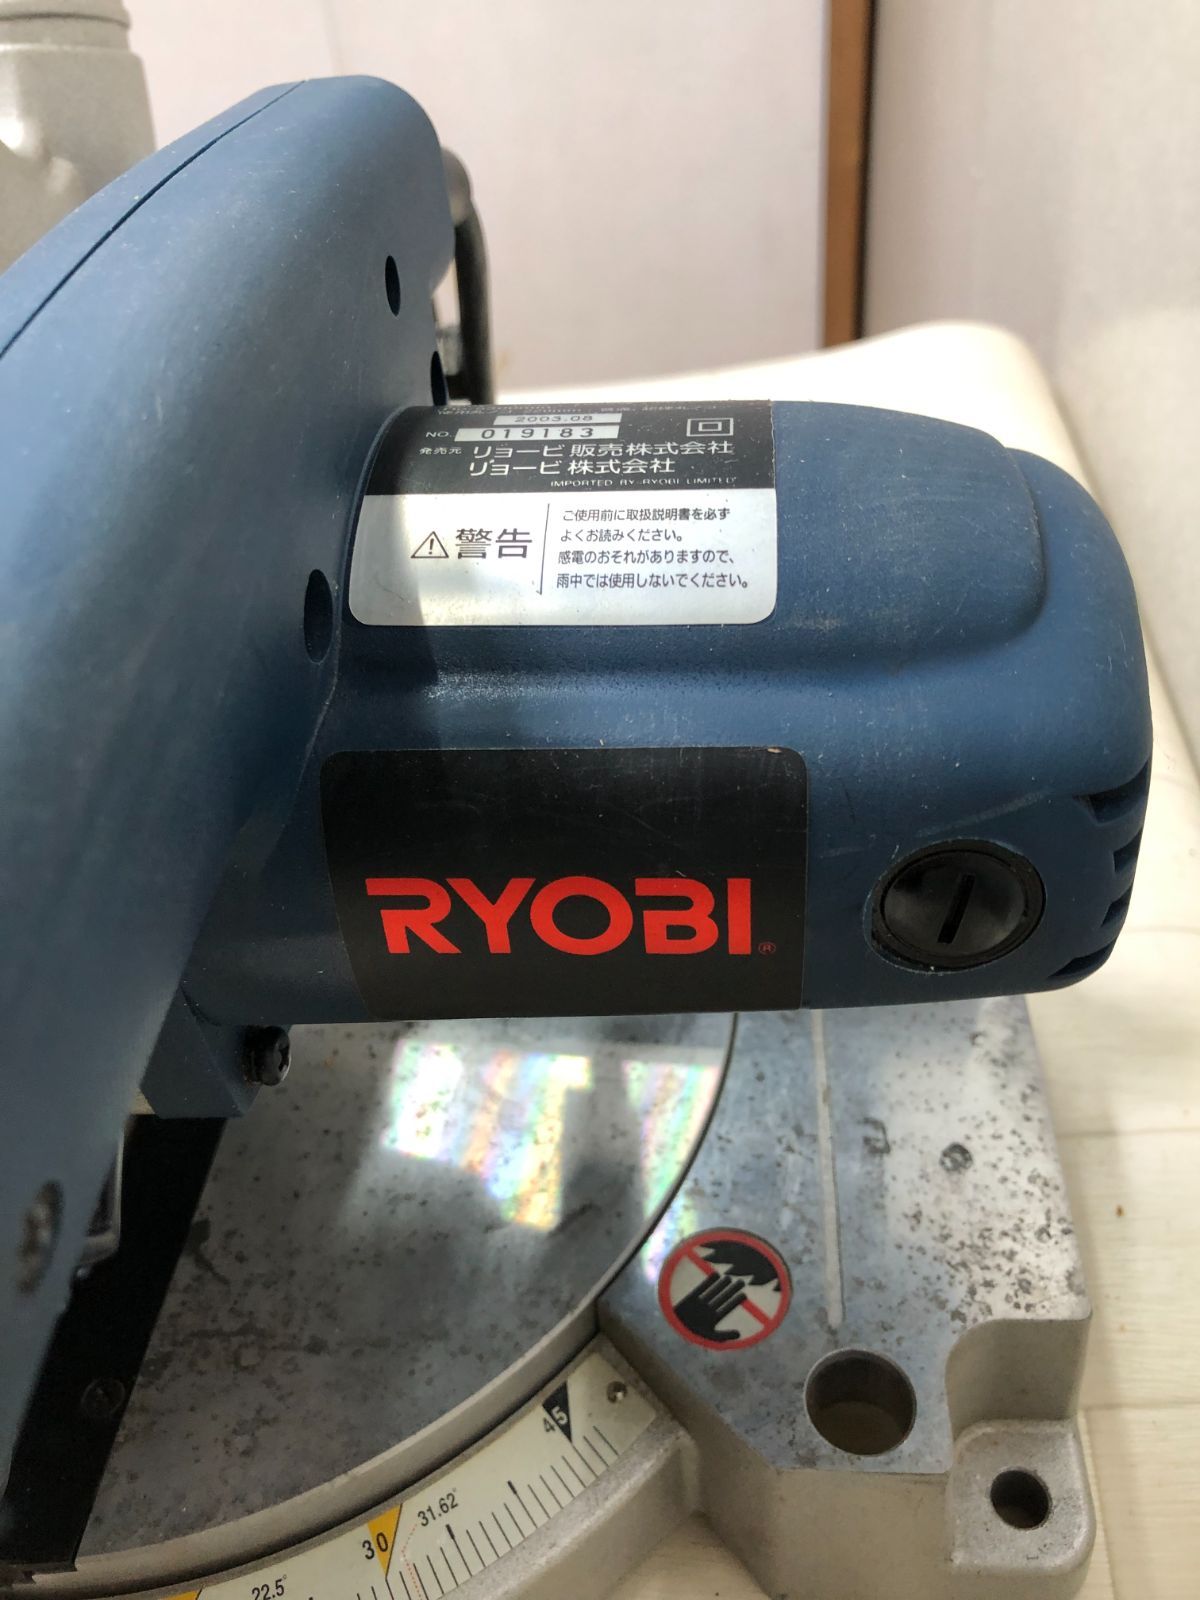 2003.08
NO. 019183
発売元 リョービ販売株式会社
リョービ株式会社
IMPORTED BY RYOBI LIMITED
警告
ご使用前に取扱説明書を必ず
よくお読みください。
感電のおそれがありますので、
雨中では使用しないでください。
RYOBI ®
45
31.62°
30
22.5°